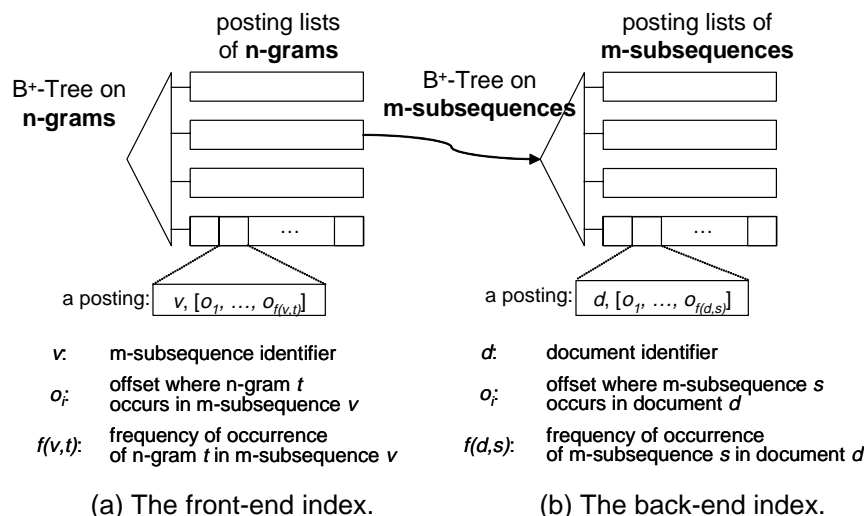 posting lists
of n-grams
B+-Tree on
n-grams
...
a posting: v, [o1, ..., of(v,t)]
v: m-subsequence identifier
oi: offset where n-gram t
occurs in m-subsequence v
f(v,t): frequency of occurrence
of n-gram t in m-subsequence v
(a) The front-end index.
posting lists of
m-subsequences
B+-Tree on
m-subsequences
...
a posting: d, [o1, ..., of(d,s)]
d: document identifier
oi: offset where m-subsequence s
occurs in document d
f(d,s): frequency of occurrence
of m-subsequence s in document d
(b) The back-end index.